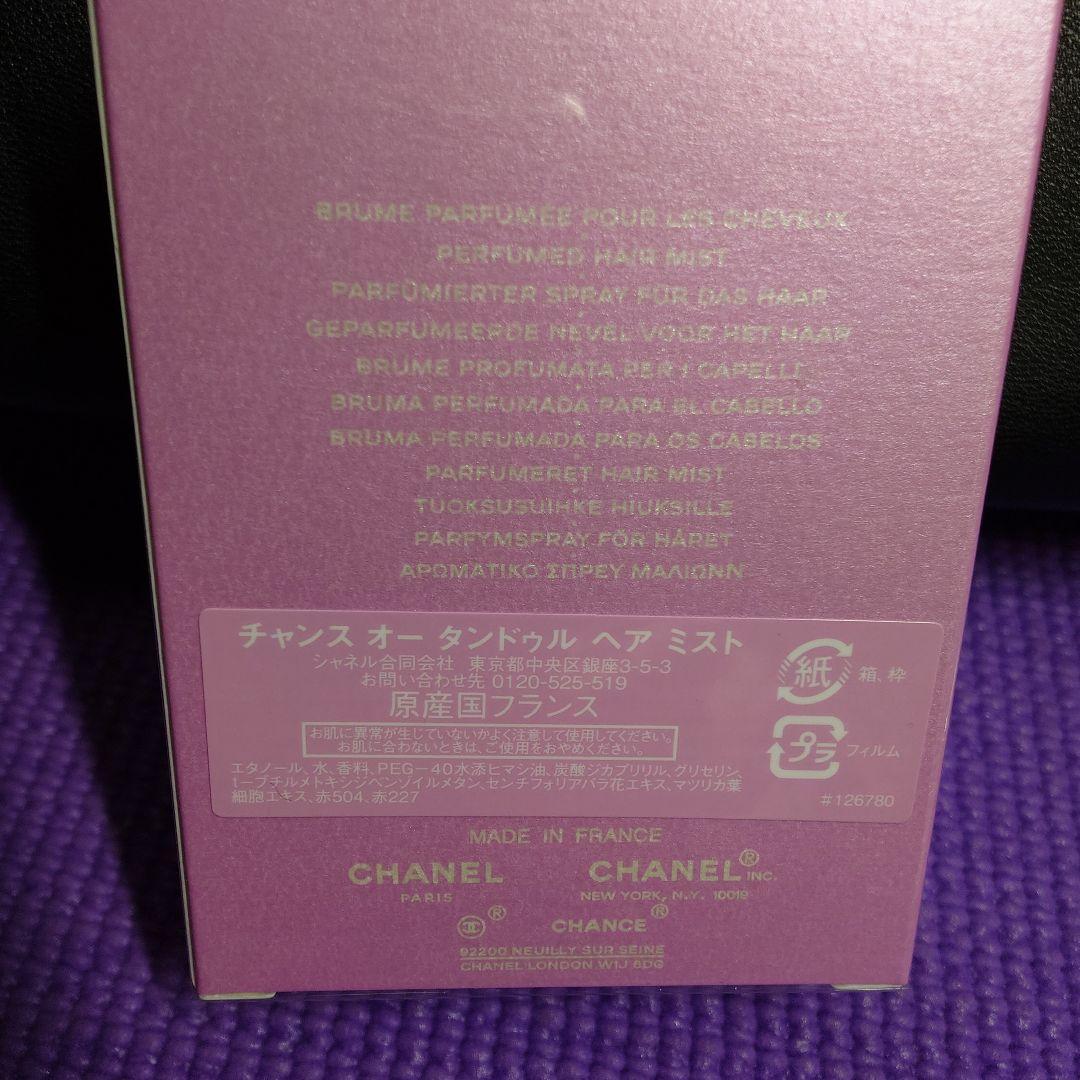 BRUME PARFUMÉE POUR LES CHEVEUX
PERFUMED HAIR MIST
PARFÜMIERTER SPRAY FÜR DAS HAAR
GEPARFUMEERDE NEVEL VOOR HET HAAR
BRUME PROFUMATA PER I CAPELLI
BRUMA PERFUMADA PARA EL CABELLO
BRUMA PERFUMADA PARA OS CABELOS
PARFUMERET HAIR MIST
TUOKSUSUIHKE HIUKSILLE
PARFYMSPRAY FÖR HÅRET
ΑΡΩΜΑΤΙΚΟ ΣΠΡΕΥ ΜΑΛΙΩΝΝ
チャンス オー タンドゥル ヘア ミスト
シャネル合同会社 東京都中央区銀座3-5-3
お問い合わせ先 0120-525-519
原産国フランス
お肌に異常が生じていないかよく注意して使用してください。
お肌に合わないときは、ご使用をおやめください。
エタノール、水、香料、PEG-40水添ヒマシ油、炭酸ジカプリリル、グリセリン、
t-ブチルメトキシジベンゾイルメタン、センチフォリアバラ花エキス、マツリカ葉
細胞エキス、赤504、赤227
紙 箱、枠
プラ フィルム
#126780
MADE IN FRANCE
CHANEL
PARIS
CHANEL® INC.
NEW YORK, N.Y. 10019
® CHANCE®
92200 NEUILLY SUR SEINE
CHANEL LONDON W1J 6DG